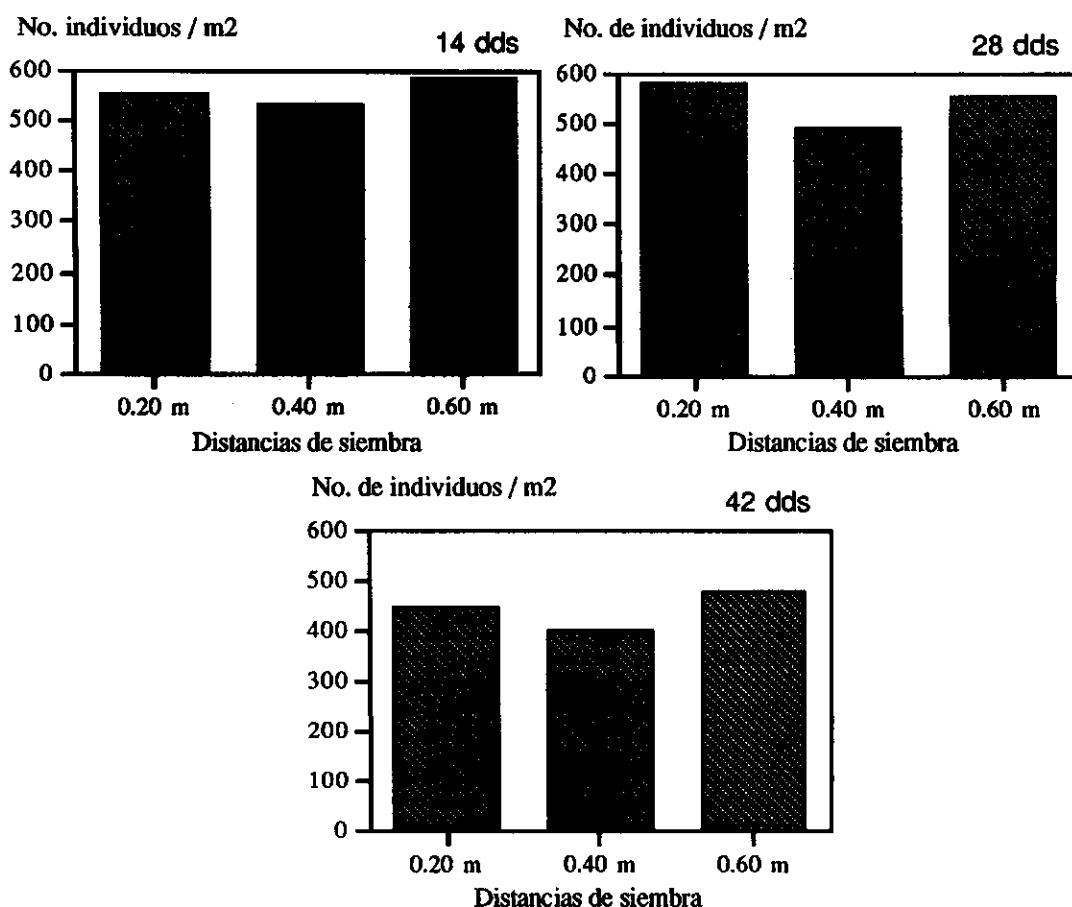 No. individuos / m2
14 dds
600
500
400
300
200
100
0
0.20 m 0.40 m 0.60 m
Distancias de siembra
No. de individuos / m2
28 dds
600
500
400
300
200
100
0
0.20 m 0.40 m 0.60 m
Distancias de siembra
No. de individuos / m2
42 dds
600
500
400
300
200
100
0
0.20 m 0.40 m 0.60 m
Distancias de siembra